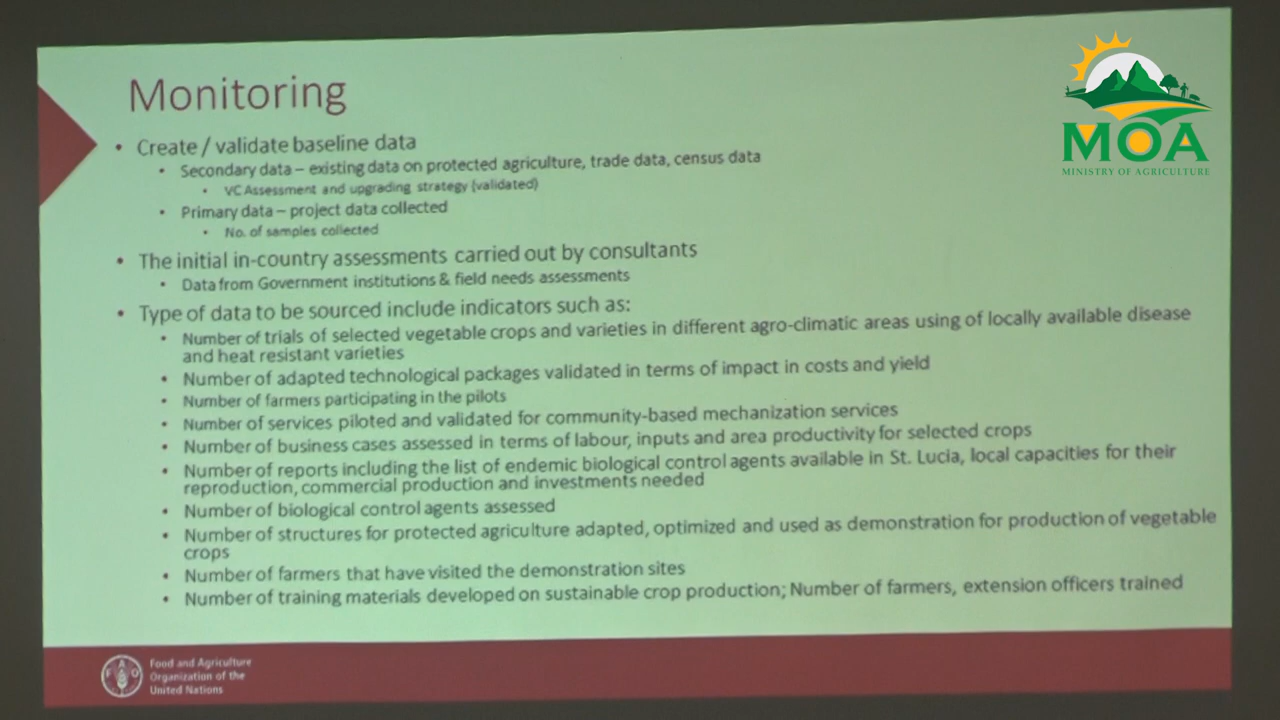 Monitoring
MOA
MINISTRY OF AGRICULTURE
• Create / validate baseline data
• Secondary data – existing data on protected agriculture, trade data, census data
• VC Assessment and upgrading strategy (validated)
• Primary data – project data collected
• No. of samples collected
• The initial in-country assessments carried out by consultants
• Data from Government institutions & field needs assessments
• Type of data to be sourced include indicators such as:
• Number of trials of selected vegetable crops and varieties in different agro-climatic areas using of locally available disease
and heat resistant varieties
• Number of adapted technological packages validated in terms of impact in costs and yield
• Number of farmers participating in the pilots
• Number of services piloted and validated for community-based mechanization services
• Number of business cases assessed in terms of labour, inputs and area productivity for selected crops
• Number of reports including the list of endemic biological control agents available in St. Lucia, local capacities for their
reproduction, commercial production and investments needed
• Number of biological control agents assessed
• Number of structures for protected agriculture adapted, optimized and used as demonstration for production of vegetable
crops
• Number of farmers that have visited the demonstration sites
• Number of training materials developed on sustainable crop production; Number of farmers, extension officers trained
FAO
Food and Agriculture
Organization of the
United Nations